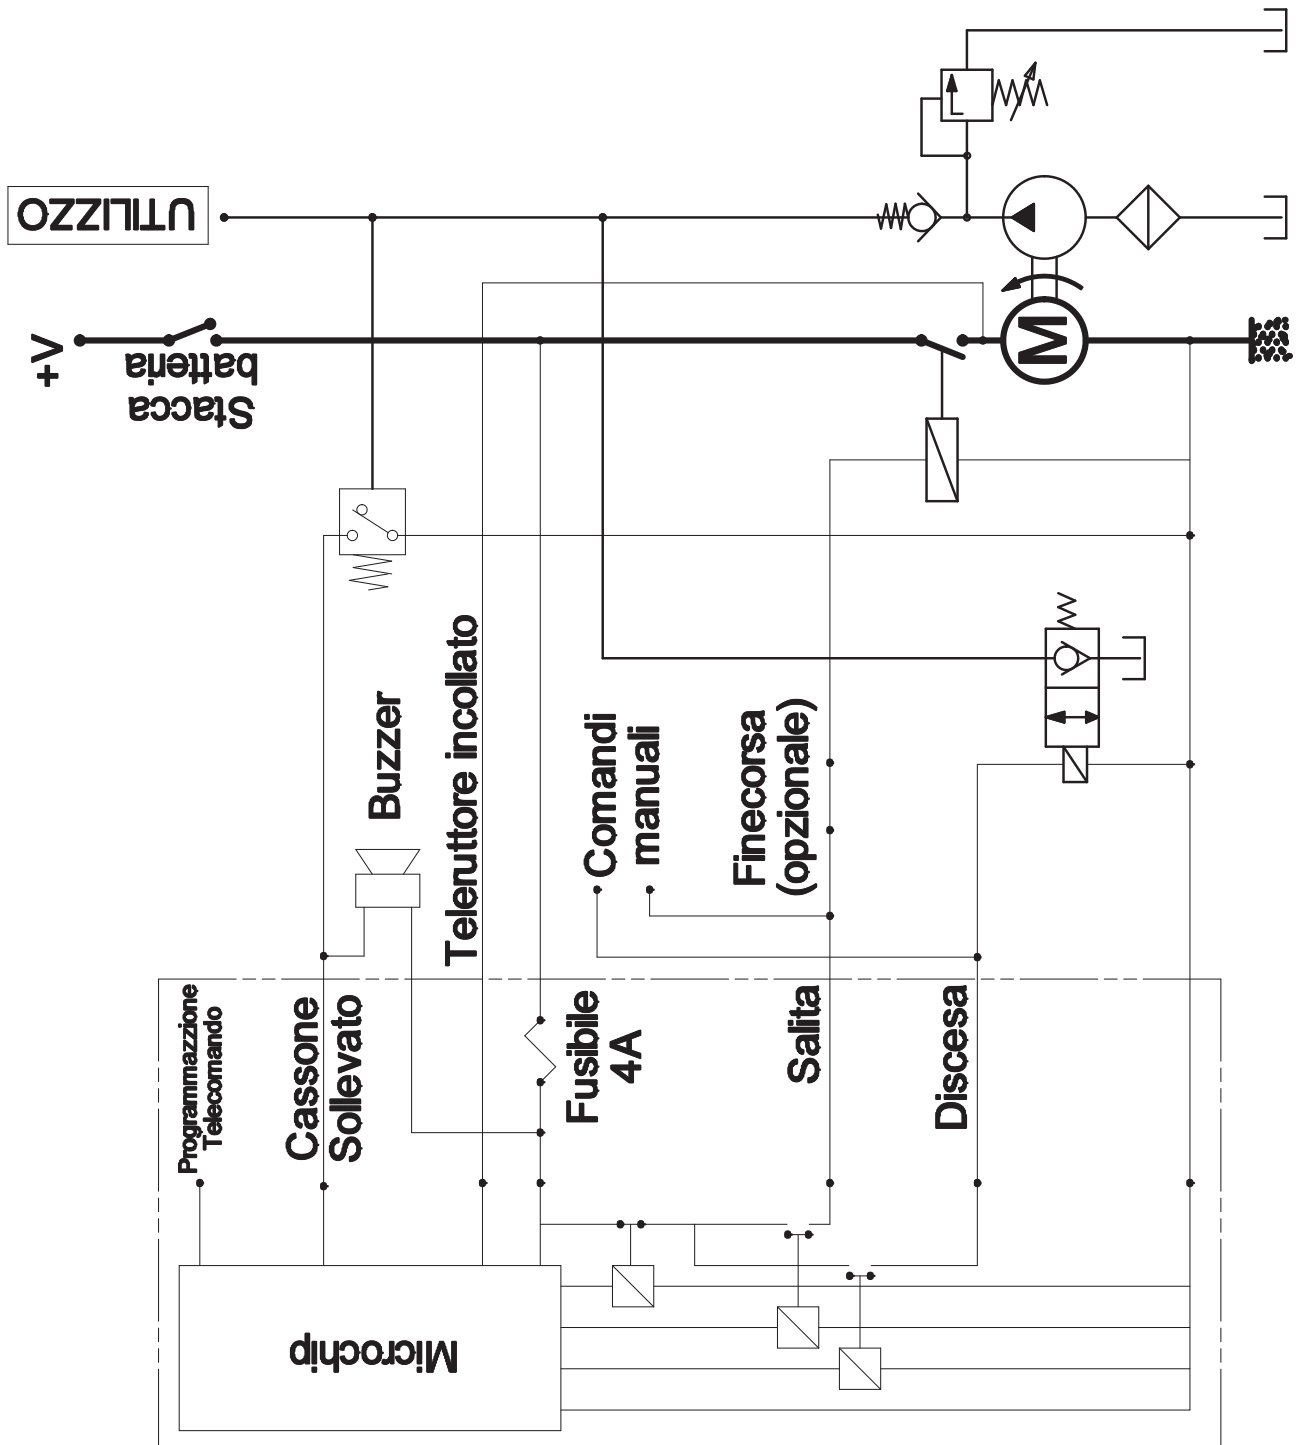 UTILIZZO
+V
Stacca
batteria
Buzzer
Teleruttore incollato
Comandi
manuali
Finecorsa
(opzionale)
Programmazzione
Telecomando
Cassone
Sollevato
Fusibile
4A
Salita
Discesa
Microchip
M